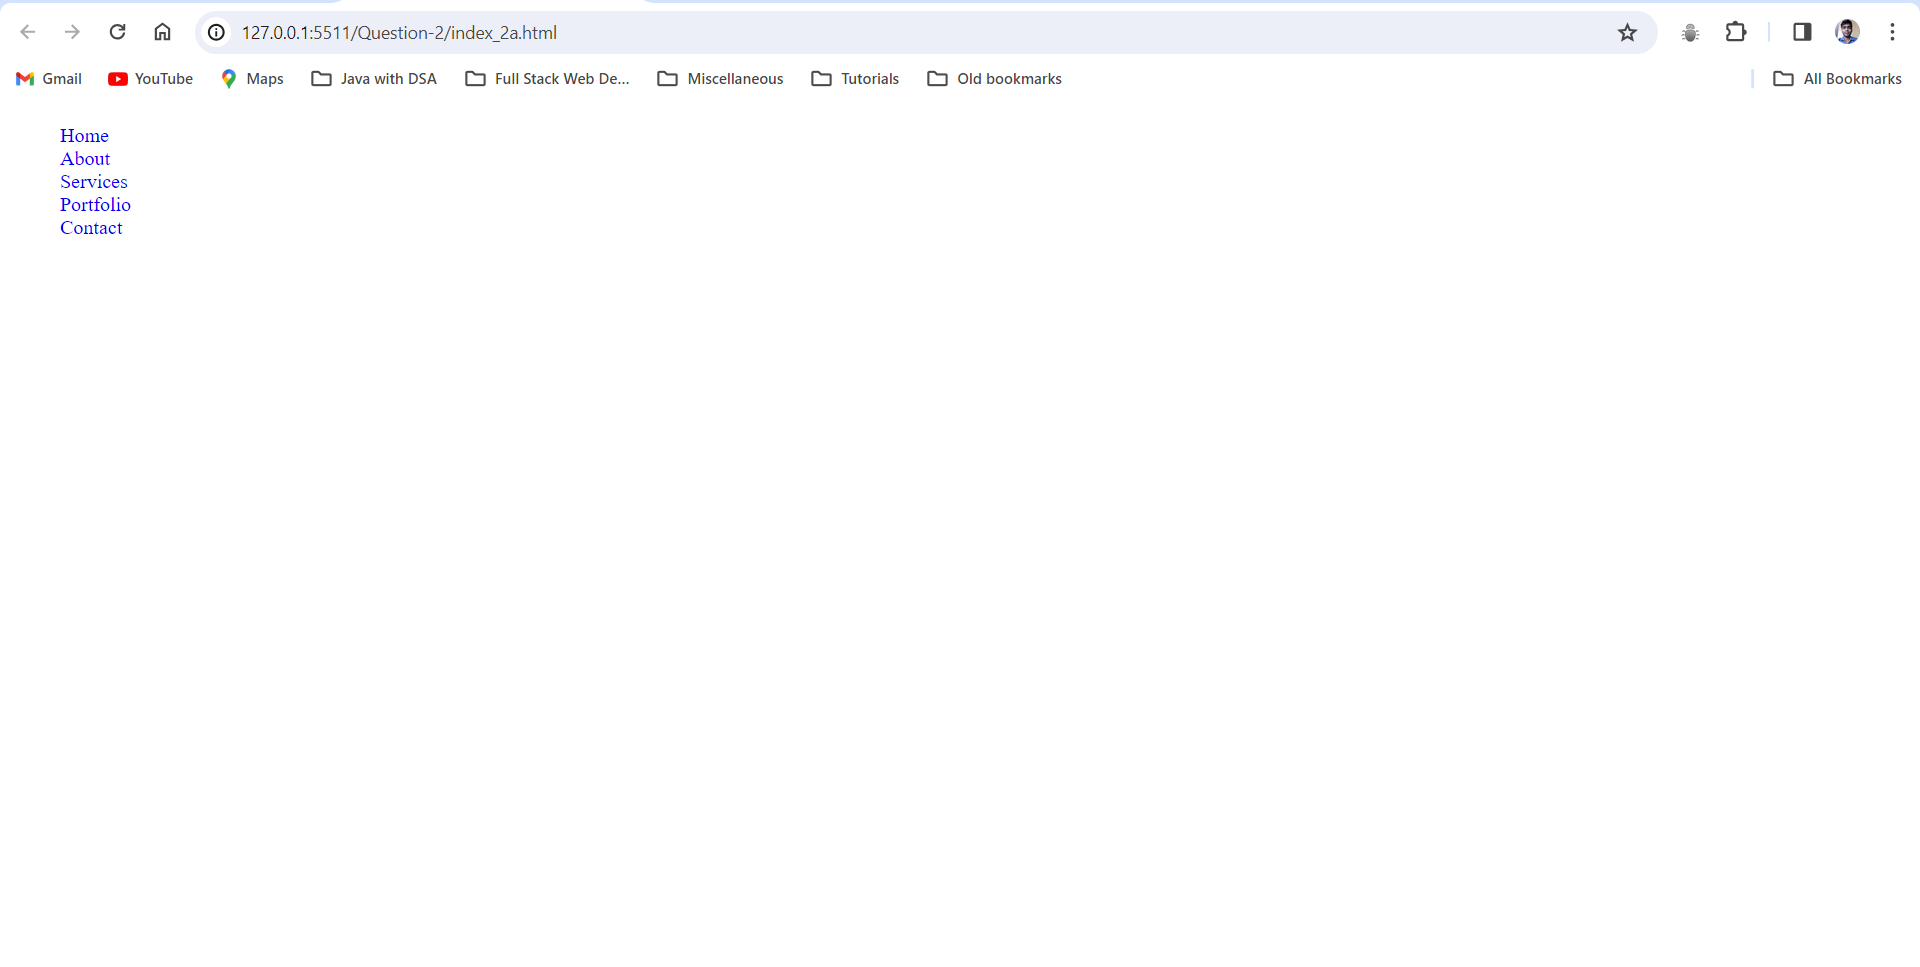 127.0.0.1:5511/Question-2/index_2a.html
Gmail YouTube Maps Java with DSA Full Stack Web De... Miscellaneous Tutorials Old bookmarks All Bookmarks
Home
About
Services
Portfolio
Contact